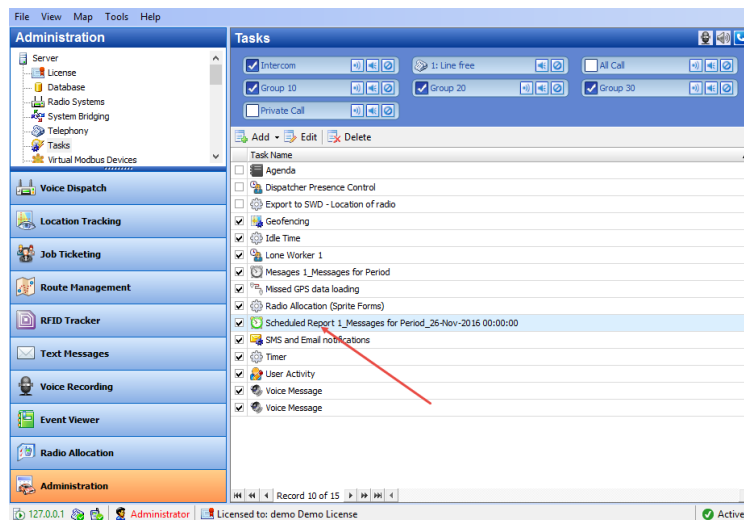 File View Map Tools Help
Administration
Server
License
Database
Radio Systems
System Bridging
Telephony
Tasks
Virtual Modbus Devices
Voice Dispatch
Location Tracking
Job Ticketing
Route Management
RFID Tracker
Text Messages
Voice Recording
Event Viewer
Radio Allocation
Administration
Tasks
Intercom
1: Line free
All Call
Group 10
Group 20
Group 30
Private Call
Add Edit Delete
Task Name
Agenda
Dispatcher Presence Control
Export to SWD - Location of radio
Geofencing
Idle Time
Lone Worker 1
Mesages 1_Messages for Period
Missed GPS data loading
Radio Allocation (Sprite Forms)
Scheduled Report 1_Messages for Period_26-Nov-2016 00:00:00
SMS and Email notifications
Timer
User Activity
Voice Message
Voice Message
Record 10 of 15
127.0.0.1 Administrator Licensed to: demo Demo License Active